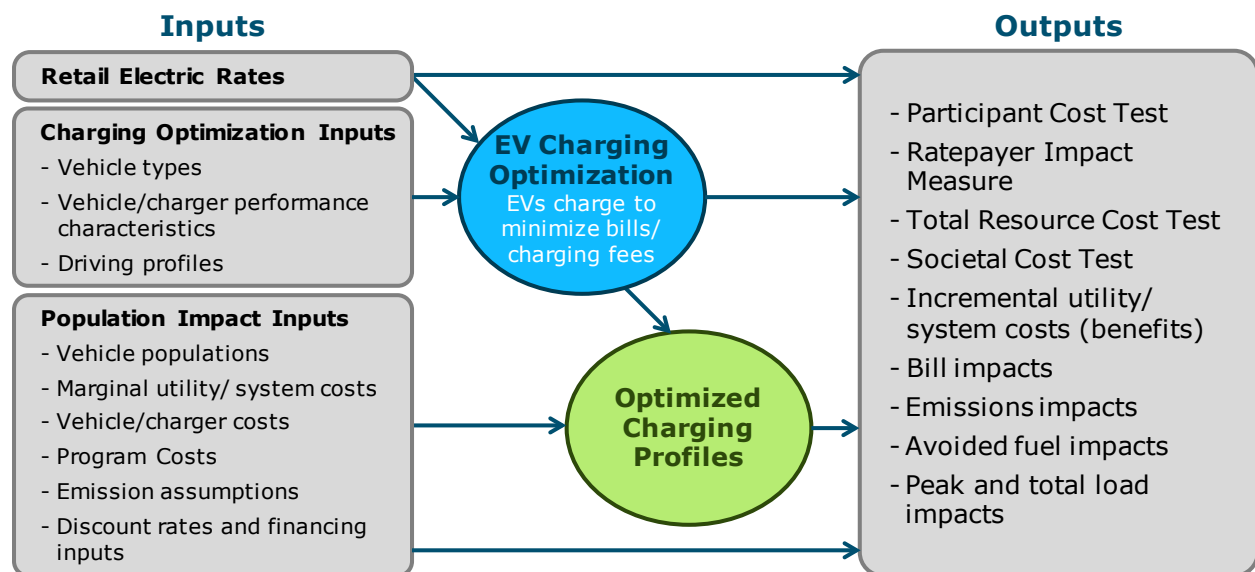 Inputs
Retail Electric Rates
Charging Optimization Inputs
- Vehicle types
- Vehicle/charger performance
characteristics
- Driving profiles
Population Impact Inputs
- Vehicle populations
- Marginal utility/ system costs
- Vehicle/charger costs
- Program Costs
- Emission assumptions
- Discount rates and financing
inputs
EV Charging
Optimization
EVs charge to
minimize bills/
charging fees
Optimized
Charging
Profiles
Outputs
- Participant Cost Test
- Ratepayer Impact
Measure
- Total Resource Cost Test
- Societal Cost Test
- Incremental utility/
system costs (benefits)
- Bill impacts
- Emissions impacts
- Avoided fuel impacts
- Peak and total load
impacts